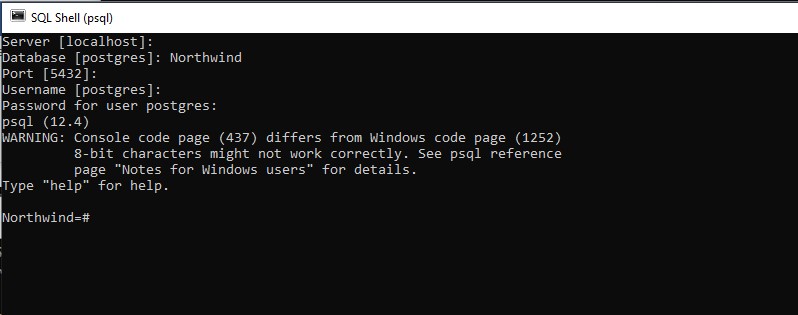 SQL Shell (psql)
Server [localhost]:
Database [postgres]: Northwind
Port [5432]:
Username [postgres]:
Password for user postgres:
psql (12.4)
WARNING: Console code page (437) differs from Windows code page (1252)
         8-bit characters might not work correctly. See psql reference
         page "Notes for Windows users" for details.
Type "help" for help.

Northwind=#